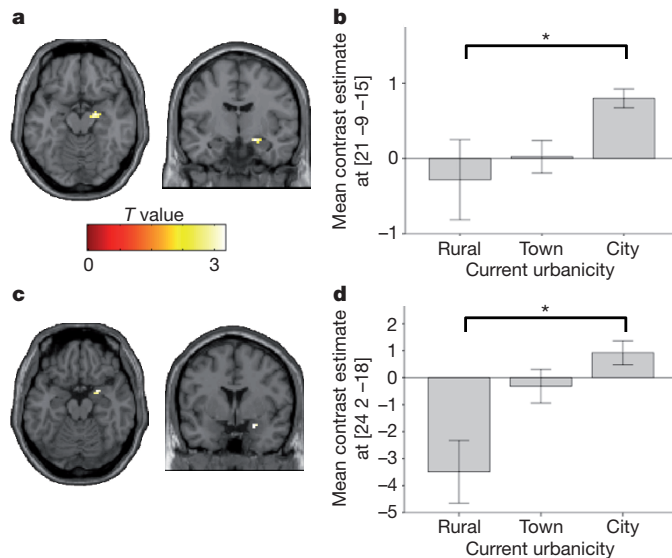 a
T value
0 3
b
*
Mean contrast estimate
at [21 −9 −15]
1
0
−1
Rural Town City
Current urbanicity
c
d
*
Mean contrast estimate
at [24 2 −18]
2
1
0
−1
−2
−3
−4
−5
Rural Town City
Current urbanicity